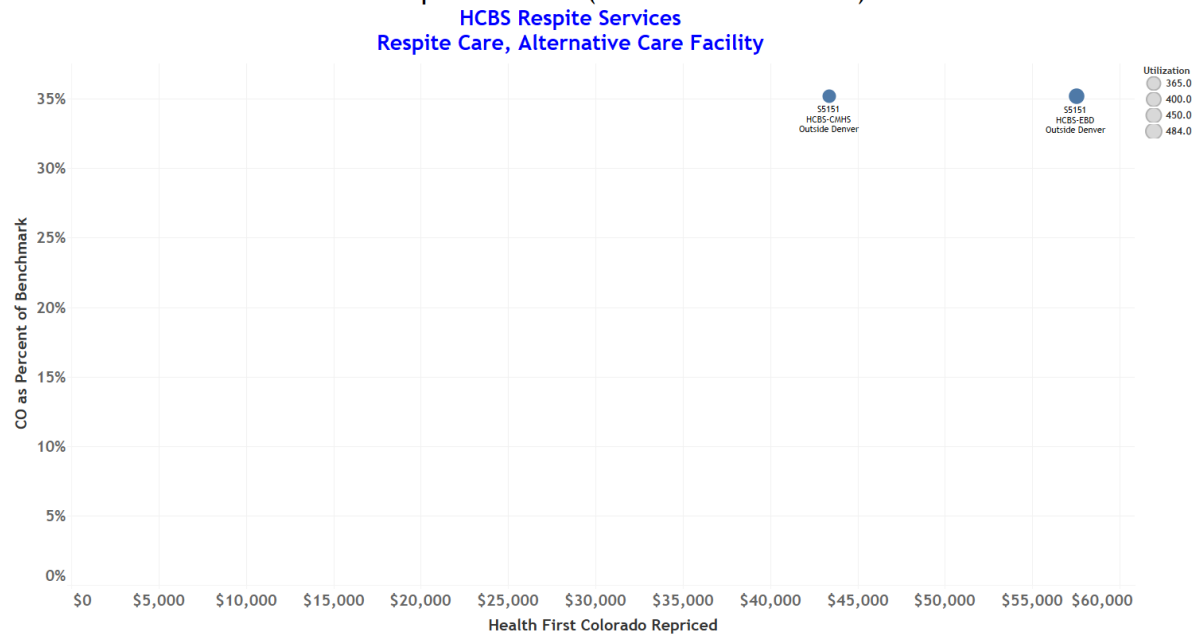 HCBS Respite Services
Respite Care, Alternative Care Facility
Utilization
365.0
400.0
450.0
484.0
35%
30%
25%
20%
15%
10%
5%
0%
CO as Percent of Benchmark
S5151
HCBS-CMHS
Outside Denver
S5151
HCBS-EBD
Outside Denver
$0 $5,000 $10,000 $15,000 $20,000 $25,000 $30,000 $35,000 $40,000 $45,000 $50,000 $55,000 $60,000
Health First Colorado Repriced